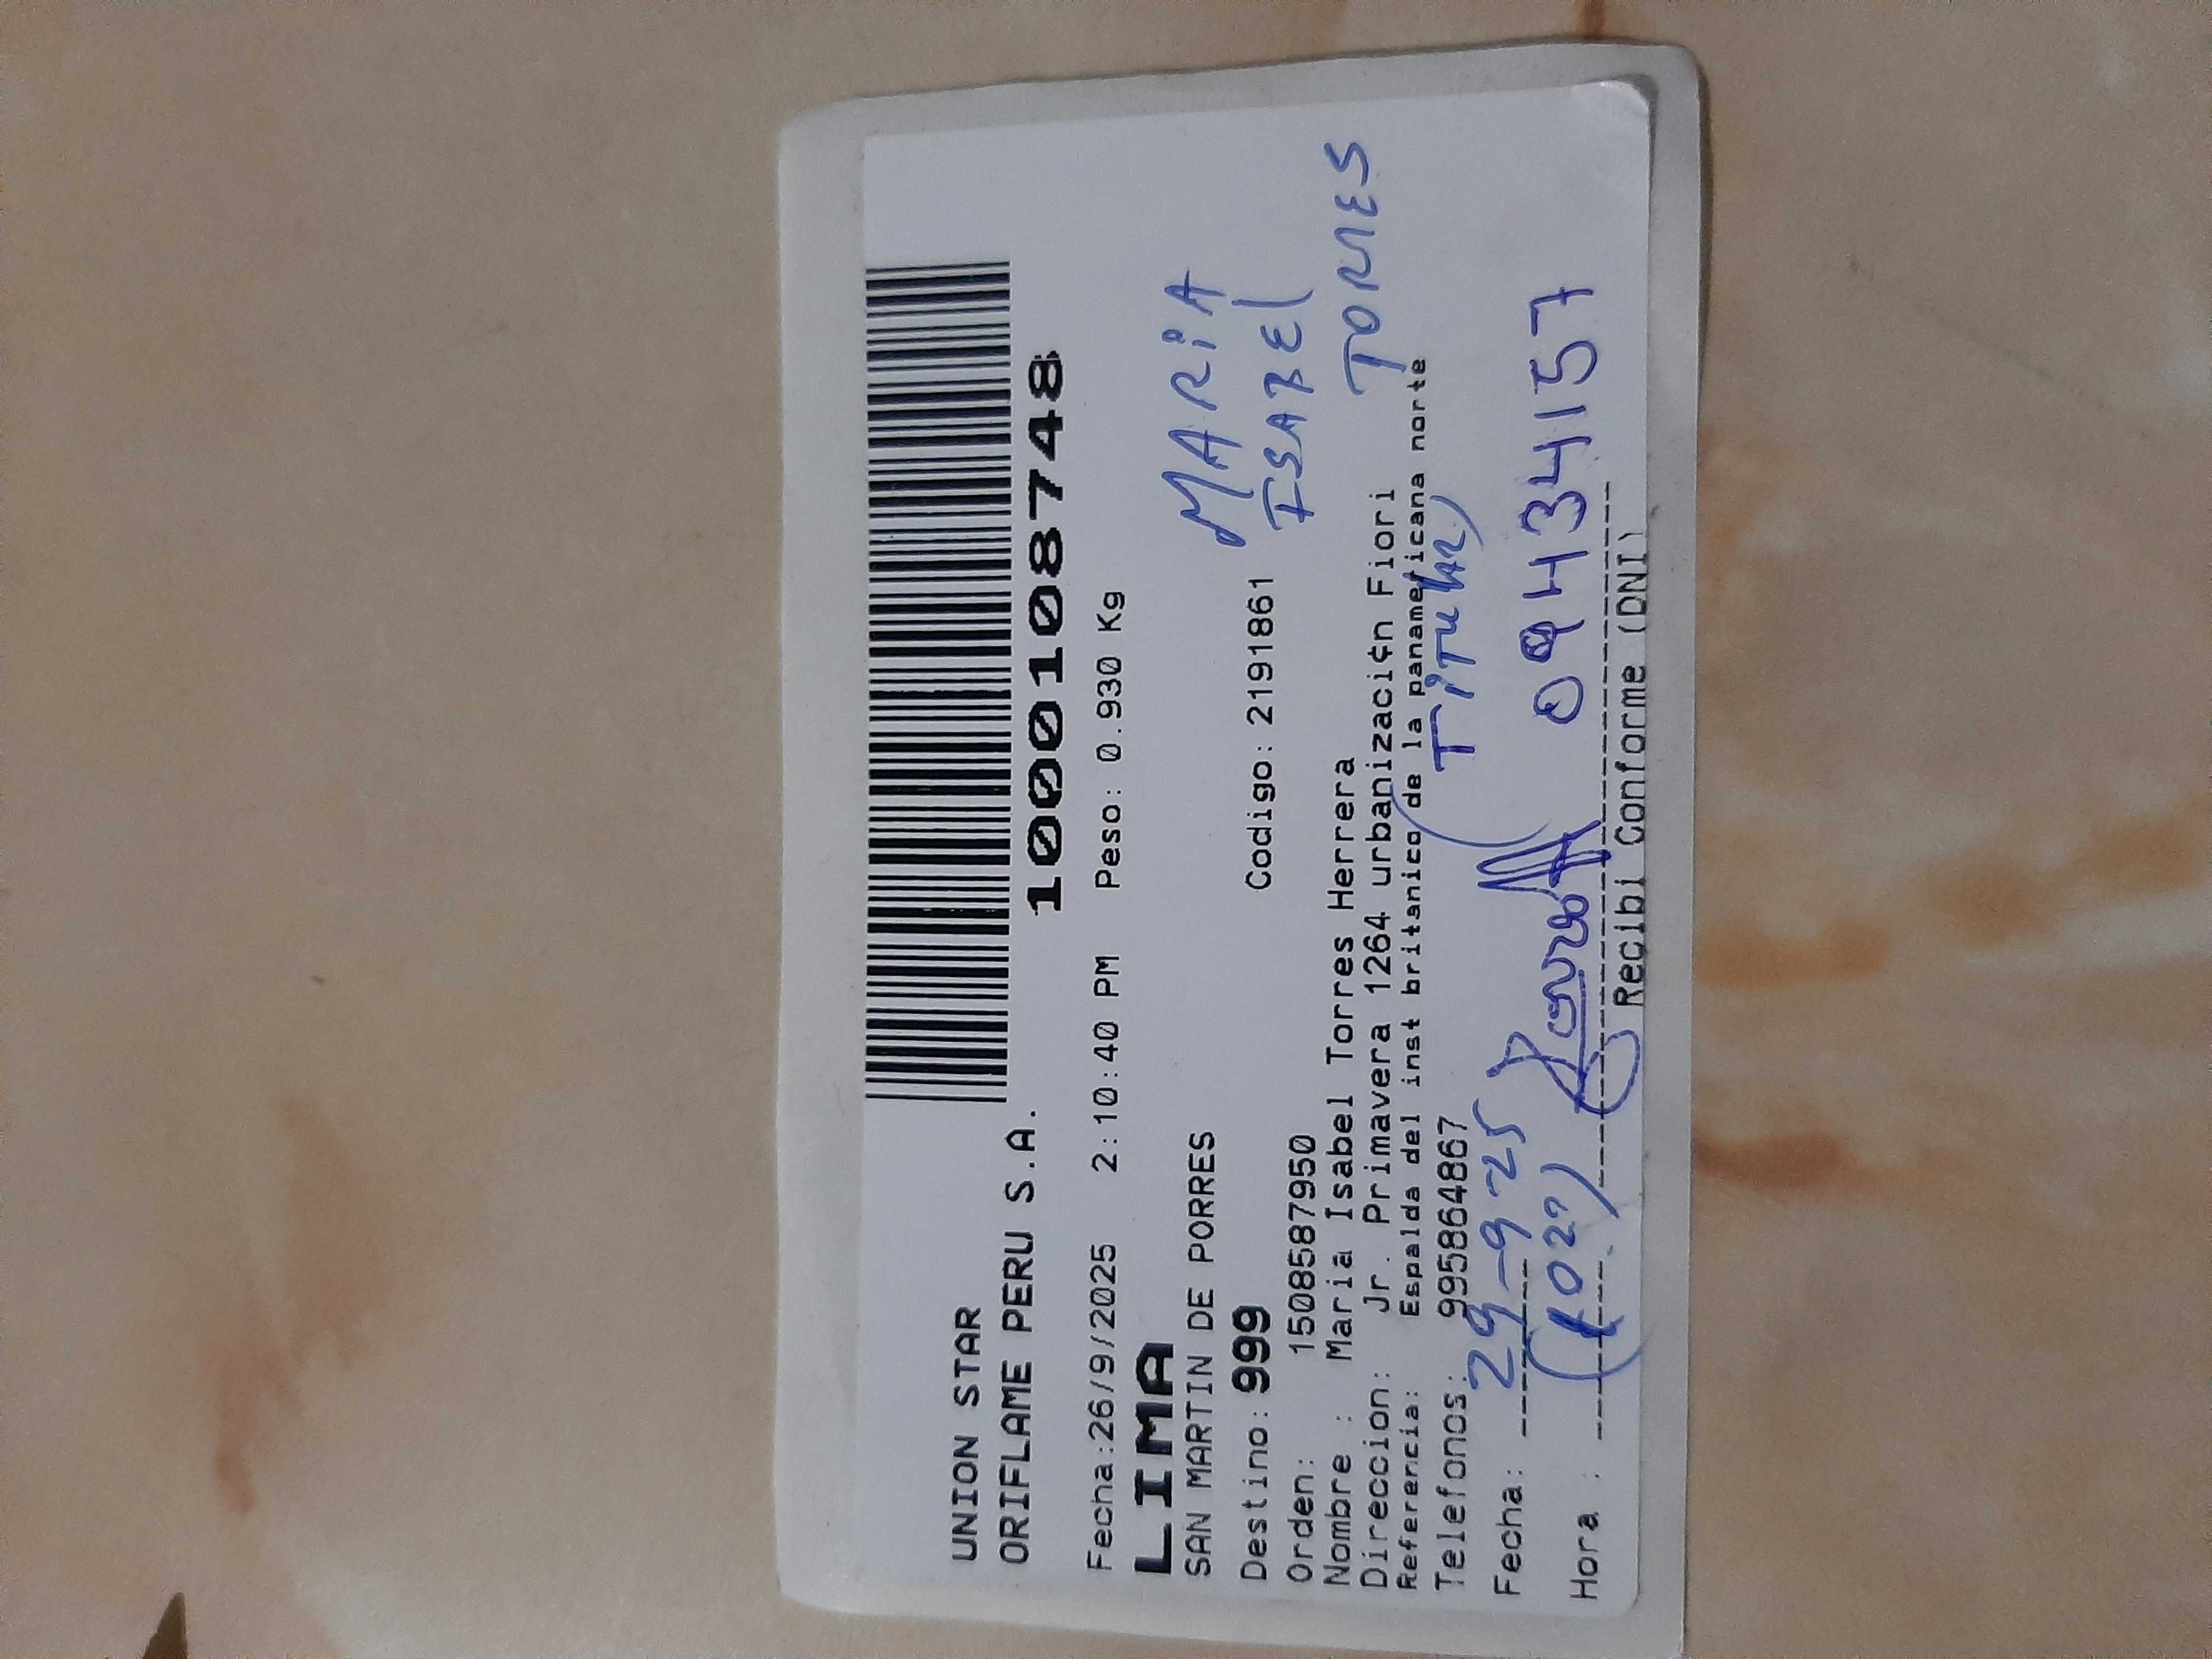 UNION STAR
ORIFLAME PERU S.A.
1000108748
Fecha:26/9/2025 2:10:40 PM Peso: 0.930 Kg
LIMA
SAN MARTIN DE PORRES
MARiA
Destino: 999 Codigo: 2191861
ISABEL
TORRES
Orden: 15085587950
Nombre : Maria Isabel Torres Herrera
Direccion: Jr. Primavera 1264 urbanizaci¢n Fiori
Referencia: Espalda del inst britanico de la panamericana norte
Telefonos: 995864867
(TiTULAR)
Fecha: 29-9-25
09434157
Hora :
Recibi Conforme (DNI)